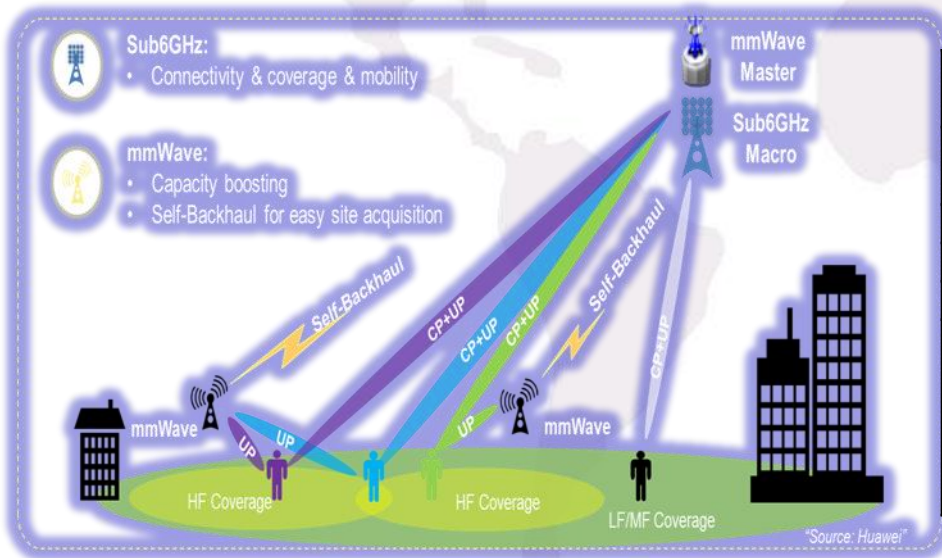 Sub6GHz:
• Connectivity & coverage & mobility
mmWave:
• Capacity boosting
• Self-Backhaul for easy site acquisition
mmWave
Master
Sub6GHz
Macro
Self-Backhaul
Self-Backhaul
CP+UP
CP+UP
CP+UP
CP+UP
mmWave
UP
UP
UP
mmWave
HF Coverage
HF Coverage
LF/MF Coverage
"Source: Huawei"